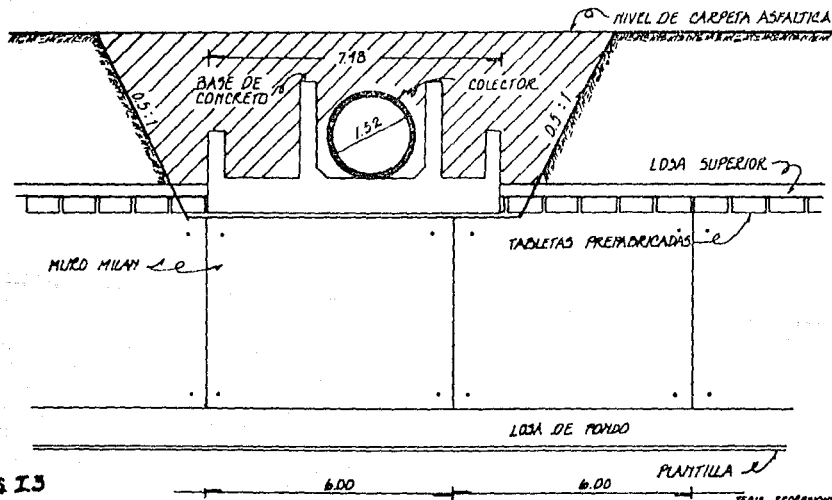 NIVEL DE CARPETA ASFALTICA
7.48
BASE DE
CONCRETO
COLECTOR
0.5:1
1.52
0.5:1
LOSA SUPERIOR
TABLETAS PREFABRICADAS
MURO MILAN
LOSA DE FONDO
PLANTILLA
6.00
6.00